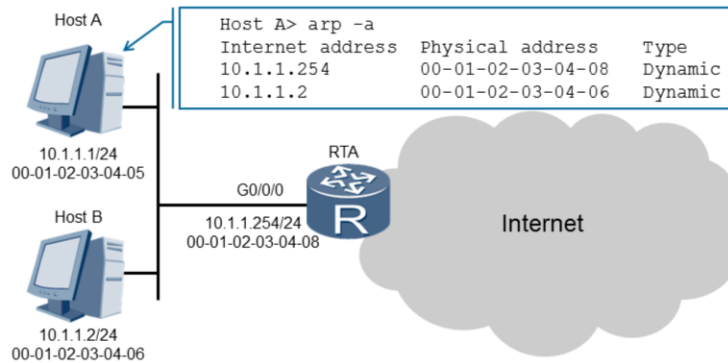 Host A
Host A> arp -a
Internet address Physical address Type
10.1.1.254 00-01-02-03-04-08 Dynamic
10.1.1.2 00-01-02-03-04-06 Dynamic
10.1.1.1/24
00-01-02-03-04-05
RTA
G0/0/0
10.1.1.254/24
00-01-02-03-04-08
R
Internet
Host B
10.1.1.2/24
00-01-02-03-04-06